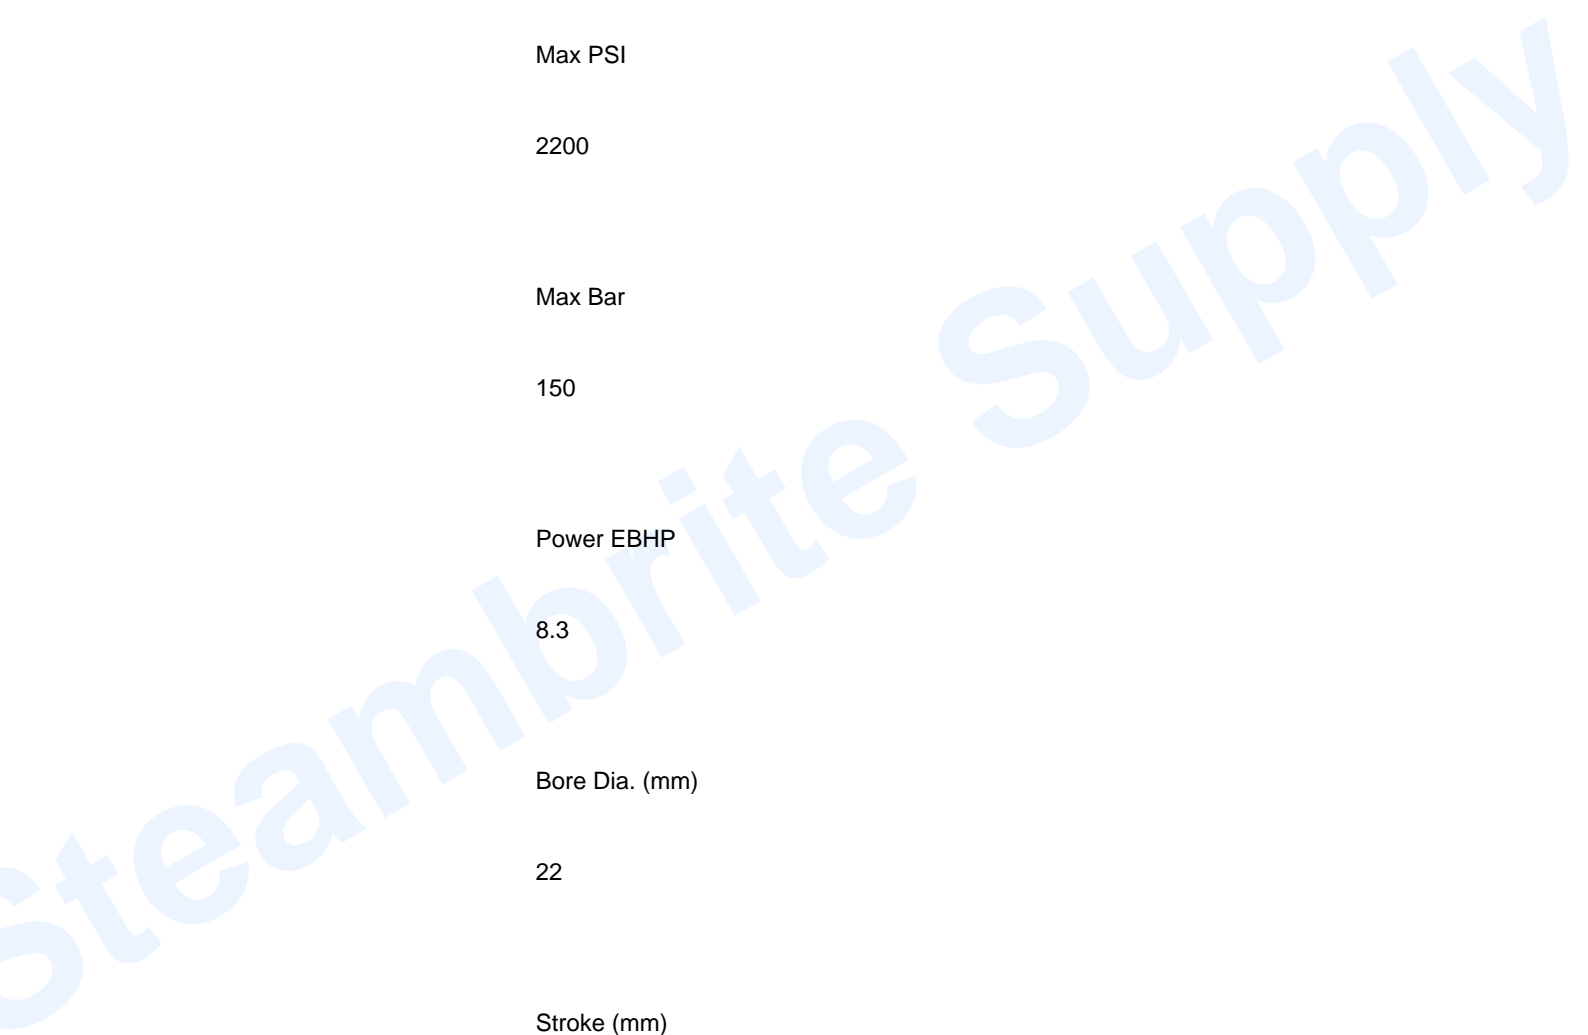 Max PSI
2200
Max Bar
150
Power EBHP
8.3
Bore Dia. (mm)
22
Stroke (mm)
Steambrite Supply